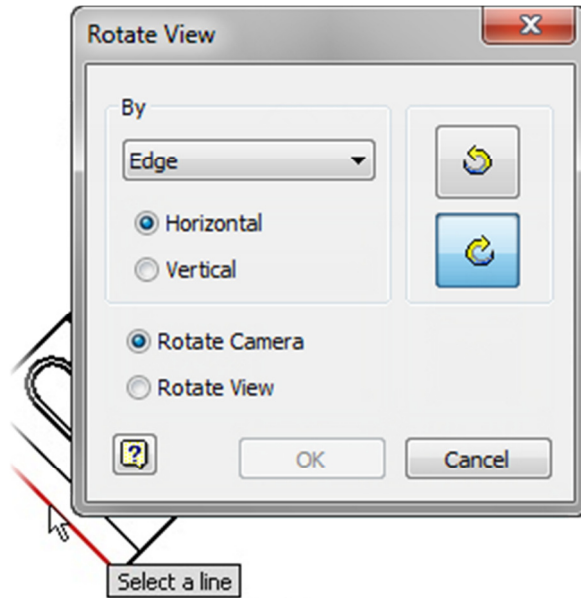 Rotate View
By
Edge
Horizontal
Vertical
Rotate Camera
Rotate View
?
OK
Cancel
Select a line